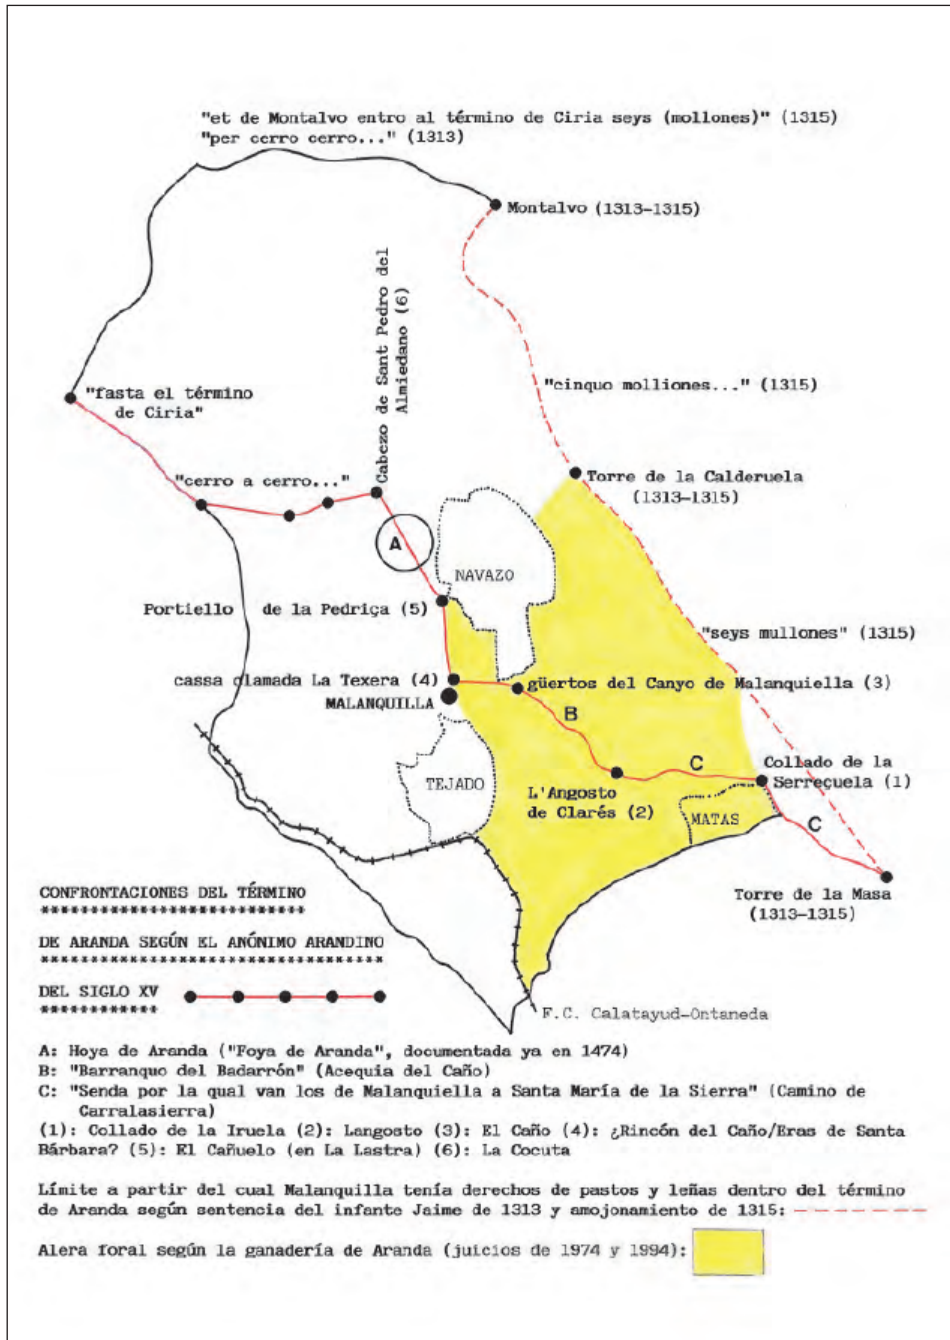 "et de Montalvo entro al término de Ciria seys (mollones)" (1315)
"per cerro cerro..." (1313)
Montalvo (1313-1315)
Cabezo de Sant Pedro del
Almiedano (6)
"fasta el término
de Ciria"
"cinquo molliones..." (1315)
"cerro a cerro..."
Torre de la Calderuela
(1313-1315)
A
NAVAZO
Portiello de la Pedriça (5)
"seys mullones" (1315)
cassa clamada La Texera (4)
güertos del Canyo de Malanquiella (3)
MALANQUILLA
B
C
Collado de la
Serreçuela (1)
TEJADO
L'Angosto
de Clarés (2)
MATAS
C
Torre de la Masa
(1313-1315)
CONFRONTACIONES DEL TÉRMINO
***************************
DE ARANDA SEGÚN EL ANÓNIMO ARANDINO
***********************************
DEL SIGLO XV
************
F.C. Calatayud-Ontaneda
A: Hoya de Aranda ("Foya de Aranda", documentada ya en 1474)
B: "Barranquo del Badarrón" (Acequia del Caño)
C: "Senda por la qual van los de Malanquiella a Santa María de la Sierra" (Camino de
Carralasierra)
(1): Collado de la Iruela (2): Langosto (3): El Caño (4): ¿Rincón del Caño/Eras de Santa
Bárbara? (5): El Cañuelo (en La Lastra) (6): La Cocuta
Límite a partir del cual Malanquilla tenía derechos de pastos y leñas dentro del término
de Aranda según sentencia del infante Jaime de 1313 y amojonamiento de 1315:
Alera foral según la ganadería de Aranda (juicios de 1974 y 1994):